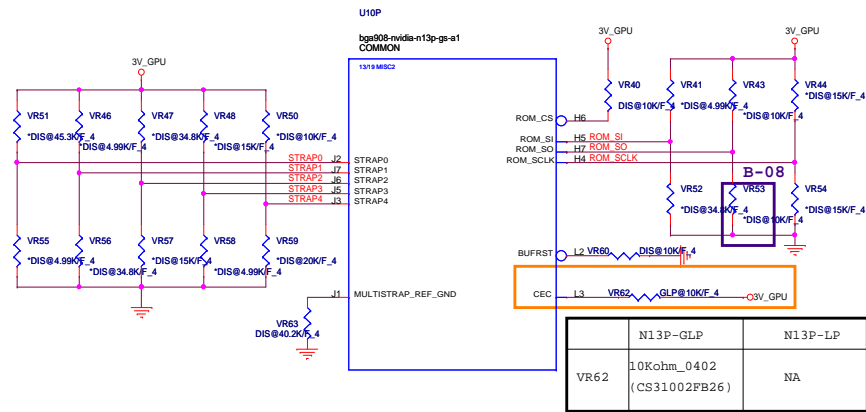 U10P
bga908-nvidia-n13p-gs-a1
COMMON
13/19 MISC2
3V_GPU
VR51
*DIS@45.3K/F_4
VR46
*DIS@4.99K/F_4
VR47
*DIS@34.8K/F_4
VR48
*DIS@15K/F_4
VR50
*DIS@10K/F_4
STRAP0 J2 STRAP0
STRAP1 J7 STRAP1
STRAP2 J6 STRAP2
STRAP3 J5 STRAP3
STRAP4 J3 STRAP4
VR55
*DIS@4.99K/F_4
VR56
*DIS@34.8K/F_4
VR57
*DIS@15K/F_4
VR58
*DIS@4.99K/F_4
VR59
*DIS@20K/F_4
J1 MULTISTRAP_REF_GND
VR63
DIS@40.2K/F_4
3V_GPU
3V_GPU
VR40
DIS@10K/F_4
VR41
*DIS@4.99K/F_4
VR43
*DIS@10K/F_4
VR44
*DIS@15K/F_4
ROM_CS H6
ROM_SI H5 ROM_SI
ROM_SO H7 ROM_SO
ROM_SCLK H4 ROM_SCLK
B-08
VR52
*DIS@34.8K/F_4
VR53
*DIS@10K/F_4
VR54
*DIS@15K/F_4
BUFRST L2 VR60 DIS@10K/F_4
CEC L3 VR62 GLP@10K/F_4 3V_GPU
N13P-GLP N13P-LP
VR62 10Kohm_0402 NA
(CS31002FB26)